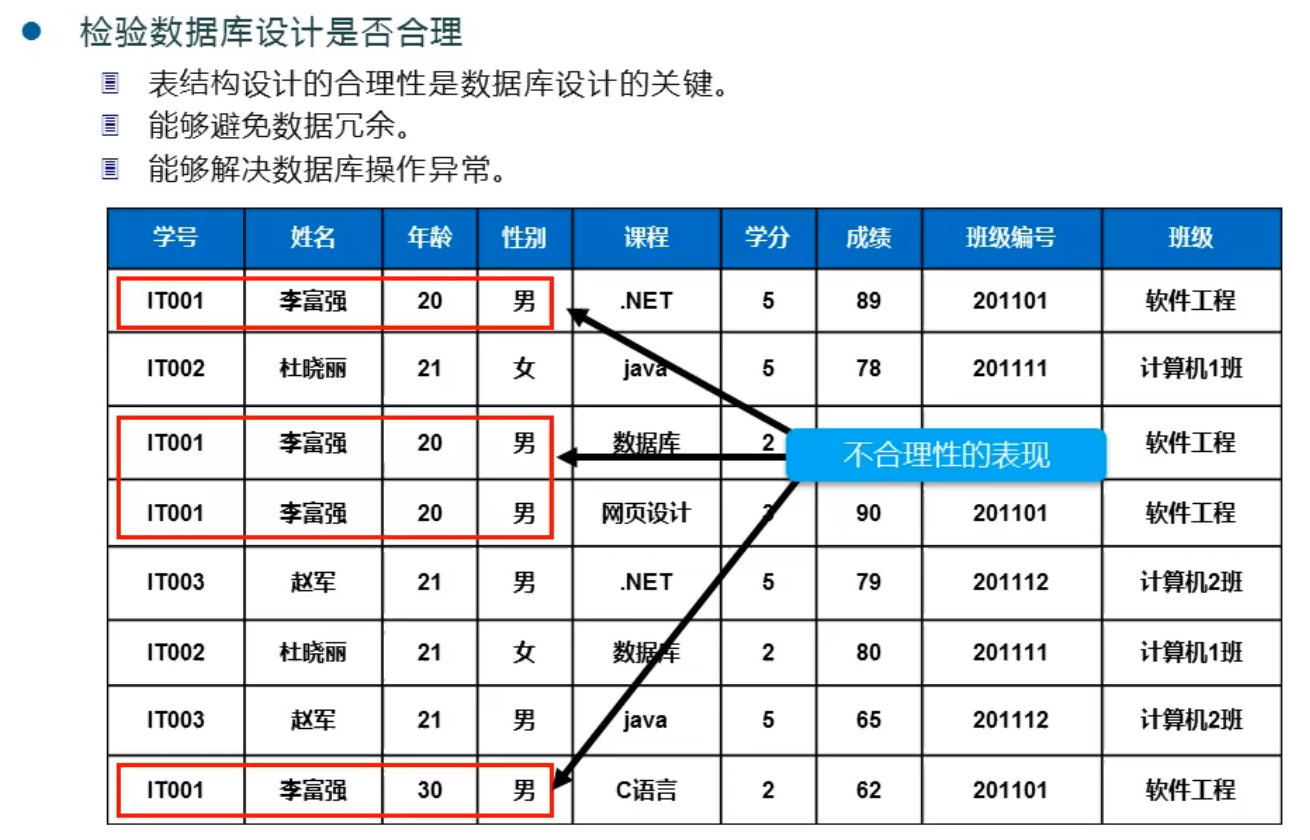 检验数据库设计是否合理
表结构设计的合理性是数据库设计的关键。
能够避免数据冗余。
能够解决数据库操作异常。
学号 姓名 年龄 性别 课程 学分 成绩 班级编号 班级
IT001 李富强 20 男 .NET 5 89 201101 软件工程
IT002 杜晓丽 21 女 java 5 78 201111 计算机1班
IT001 李富强 20 男 数据库 2 不合理性的表现 软件工程
IT001 李富强 20 男 网页设计 90 201101 软件工程
IT003 赵军 21 男 .NET 5 79 201112 计算机2班
IT002 杜晓丽 21 女 数据库 2 80 201111 计算机1班
IT003 赵军 21 男 java 5 65 201112 计算机2班
IT001 李富强 30 男 C语言 2 62 201101 软件工程